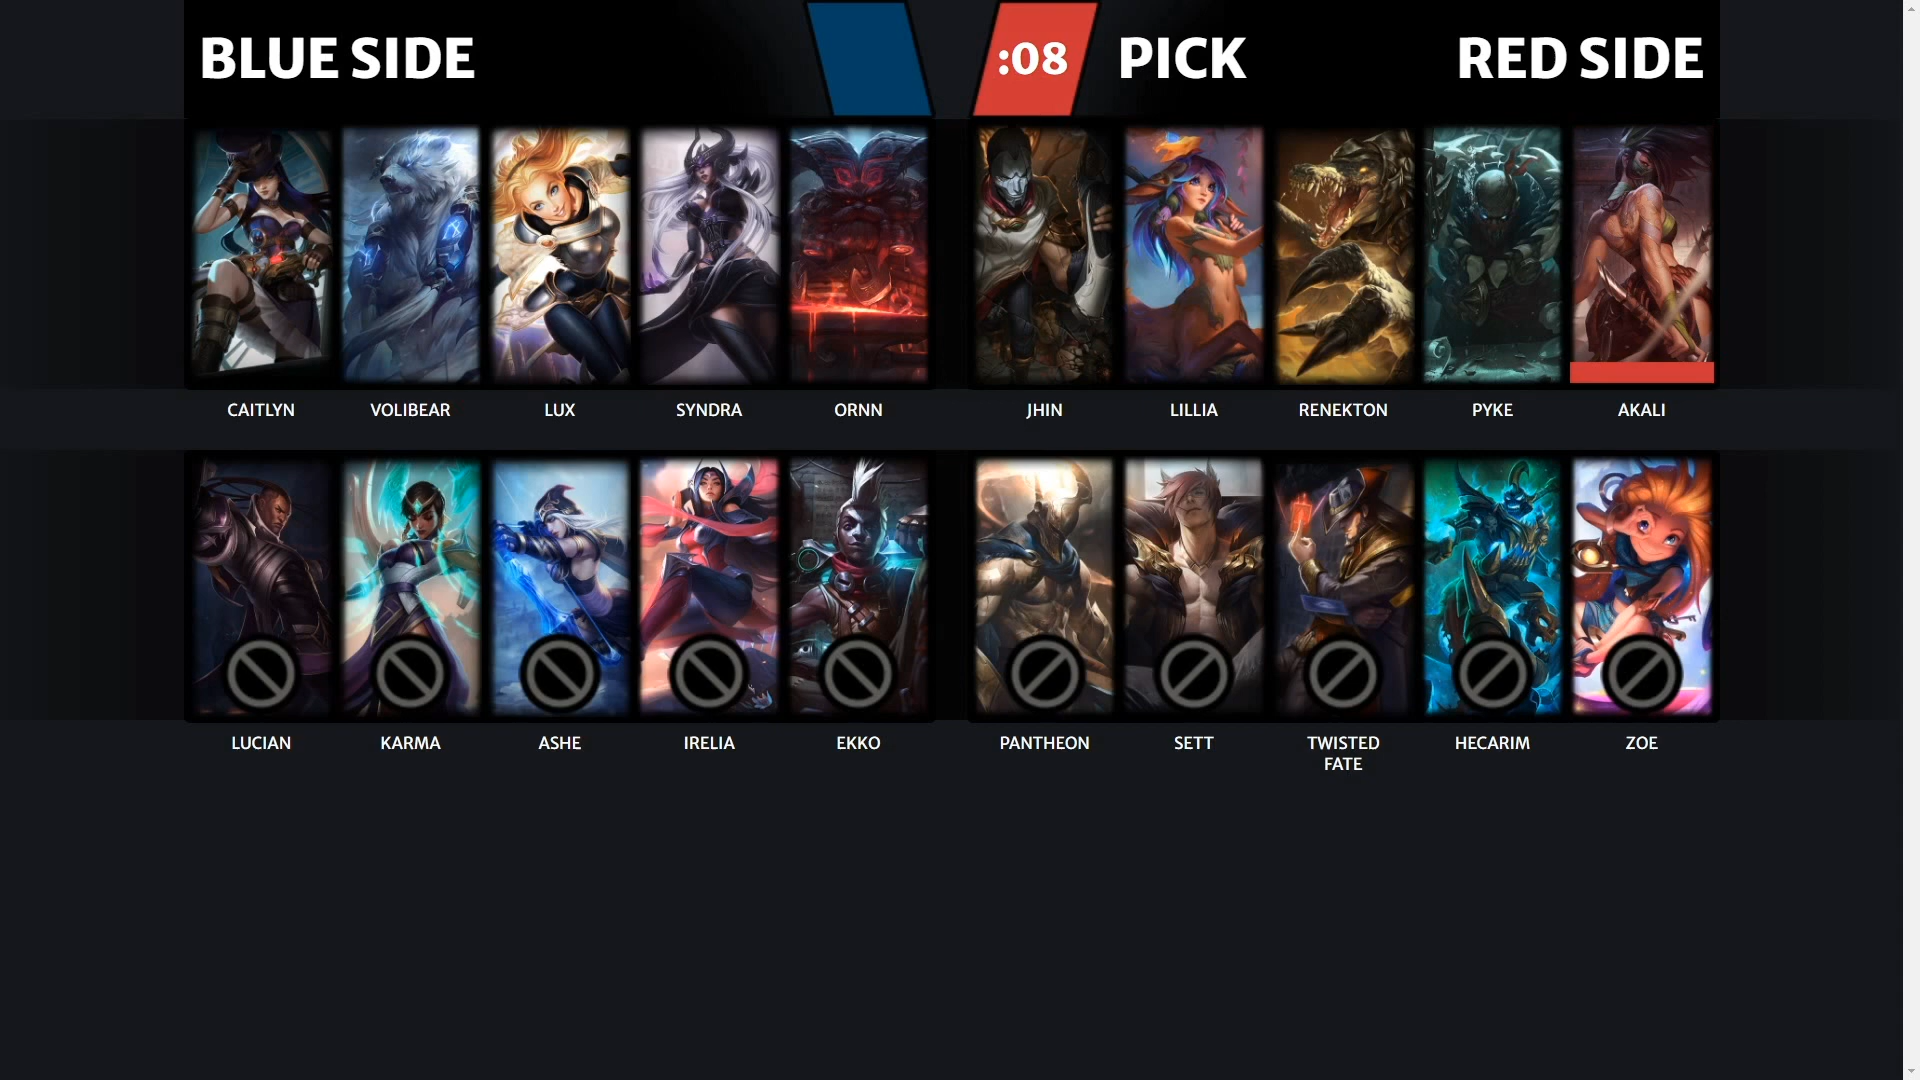 BLUE SIDE
:08
PICK
RED SIDE
CAITLYN
VOLIBEAR
LUX
SYNDRA
ORNN
JHIN
LILLIA
RENEKTON
PYKE
AKALI
LUCIAN
KARMA
ASHE
IRELIA
EKKO
PANTHEON
SETT
TWISTED
FATE
HECARIM
ZOE